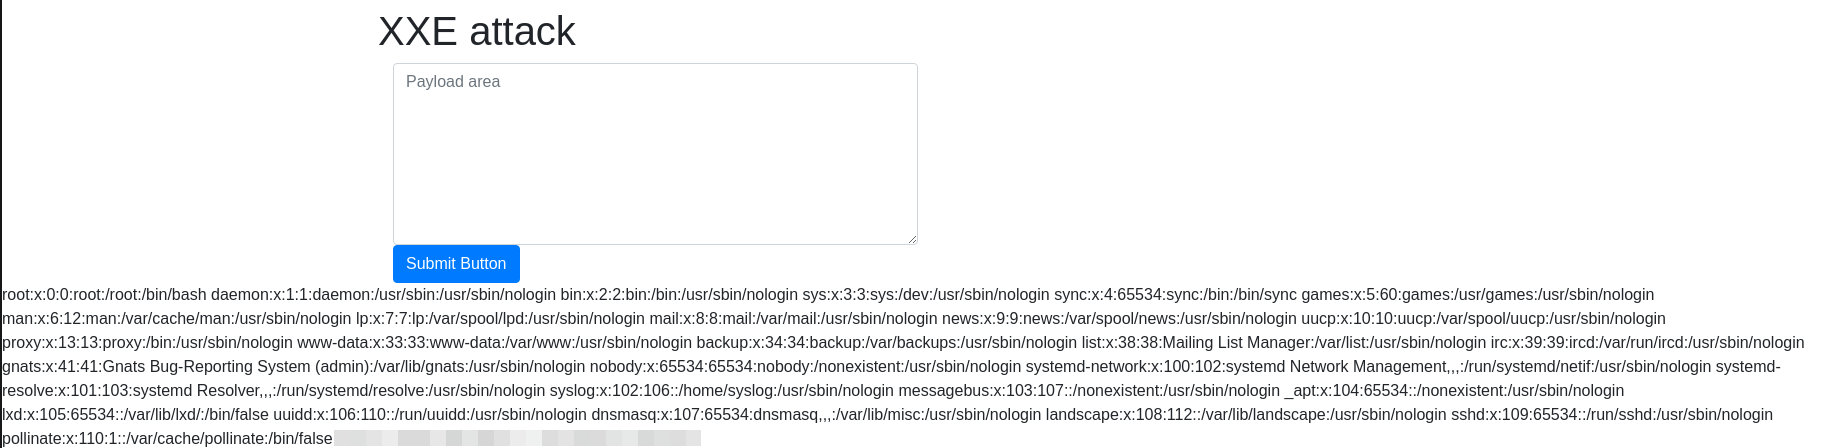 XXE attack
Payload area
Submit Button
root:x:0:0:root:/root:/bin/bash daemon:x:1:1:daemon:/usr/sbin:/usr/sbin/nologin bin:x:2:2:bin:/bin:/usr/sbin/nologin sys:x:3:3:sys:/dev:/usr/sbin/nologin sync:x:4:65534:sync:/bin:/bin/sync games:x:5:60:games:/usr/games:/usr/sbin/nologin
man:x:6:12:man:/var/cache/man:/usr/sbin/nologin lp:x:7:7:lp:/var/spool/lpd:/usr/sbin/nologin mail:x:8:8:mail:/var/mail:/usr/sbin/nologin news:x:9:9:news:/var/spool/news:/usr/sbin/nologin uucp:x:10:10:uucp:/var/spool/uucp:/usr/sbin/nologin
proxy:x:13:13:proxy:/bin:/usr/sbin/nologin www-data:x:33:33:www-data:/var/www:/usr/sbin/nologin backup:x:34:34:backup:/var/backups:/usr/sbin/nologin list:x:38:38:Mailing List Manager:/var/list:/usr/sbin/nologin irc:x:39:39:ircd:/var/run/ircd:/usr/sbin/nologin
gnats:x:41:41:Gnats Bug-Reporting System (admin):/var/lib/gnats:/usr/sbin/nologin nobody:x:65534:65534:nobody:/nonexistent:/usr/sbin/nologin systemd-network:x:100:102:systemd Network Management,,,:/run/systemd/netif:/usr/sbin/nologin systemd-
resolve:x:101:103:systemd Resolver,,,:/run/systemd/resolve:/usr/sbin/nologin syslog:x:102:106::/home/syslog:/usr/sbin/nologin messagebus:x:103:107::/nonexistent:/usr/sbin/nologin _apt:x:104:65534::/nonexistent:/usr/sbin/nologin
lxd:x:105:65534::/var/lib/lxd/:/bin/false uuidd:x:106:110::/run/uuidd:/usr/sbin/nologin dnsmasq:x:107:65534:dnsmasq,,,:/var/lib/misc:/usr/sbin/nologin landscape:x:108:112::/var/lib/landscape:/usr/sbin/nologin sshd:x:109:65534::/run/sshd:/usr/sbin/nologin
pollinate:x:110:1::/var/cache/pollinate:/bin/false